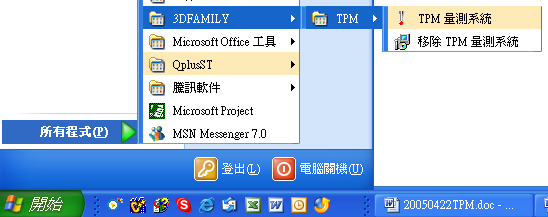 3DFAMILY
TPM
TPM 量測系統
移除 TPM 量測系統
Microsoft Office 工具
QplusST
騰訊軟件
Microsoft Project
MSN Messenger 7.0
所有程式(P)
登出(L)
電腦關機(U)
開始
20050422TPM.doc - ...